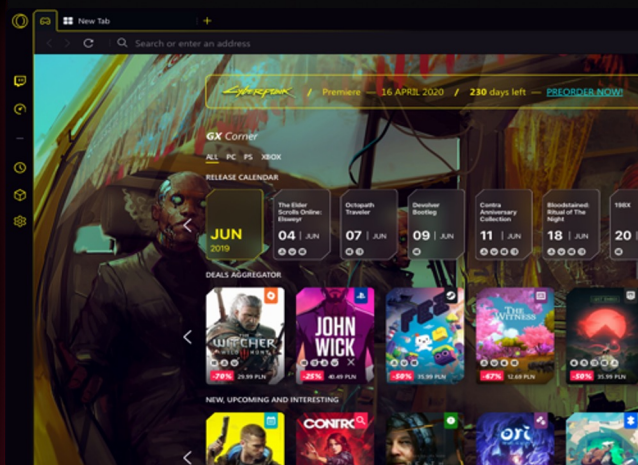 New Tab
+
Search or enter an address
Cyberpunk / Premiere — 16 APRIL 2020 / 230 days left — PREORDER NOW!
GX Corner
ALL PC PS XBOX
RELEASE CALENDAR
JUN
2019
The Elder
Scrolls Online:
Elsweyr
04 | JUN
Octopath
Traveler
07 | JUN
Devolver
Bootleg
09 | JUN
Contra
Anniversary
Collection
11 | JUN
Bloodstained:
Ritual of The
Night
18 | JUN
198X
20
DEALS AGGREGATOR
THE
WITCHER
WILD HUNT
-70% 29.99 PLN
JOHN
WICK
-25% 40.49 PLN
FEZ
-50% 35,99 PLN
THE
WITNESS
-67% 12.69 PLN
-50% 35,99 PLN
NEW, UPCOMING AND INTERESTING
CONTRO
ori